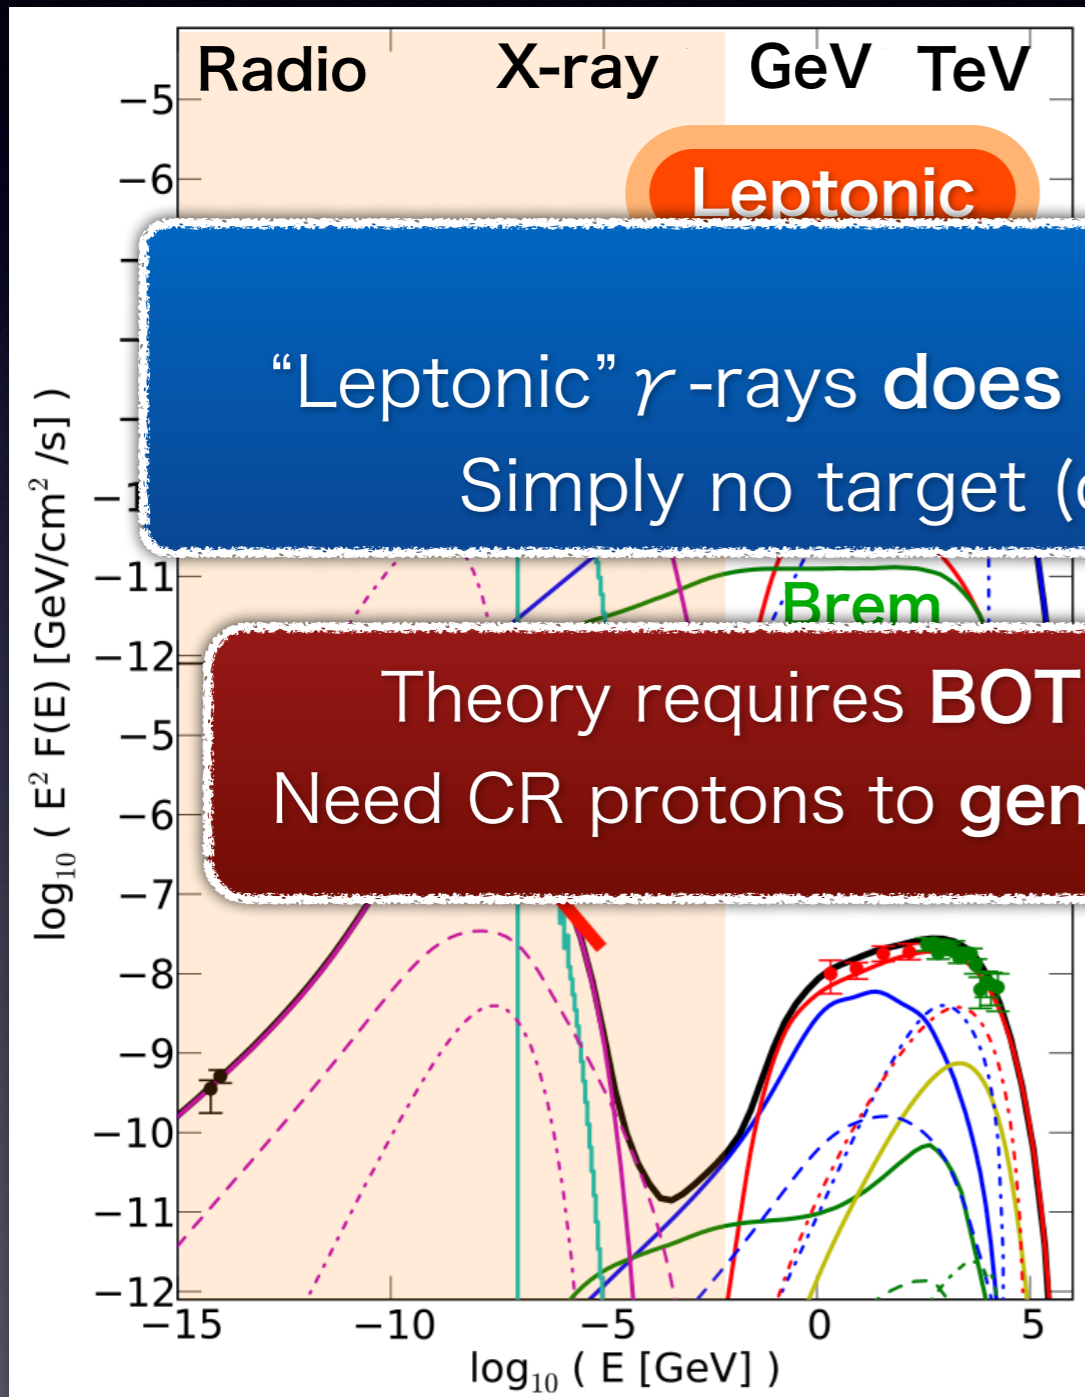 Radio X-ray GeV TeV
−5
−6
Leptonic
“Leptonic” γ-rays does
Simply no target (
−11
Brem
−12
Theory requires
−5
Need CR protons to
−6
−7
−8
−9
−10
−11
−12
−15 −10 −5 0 5
log₁₀ ( E [GeV] )
log₁₀ ( E² F(E) [GeV/cm² /s] )